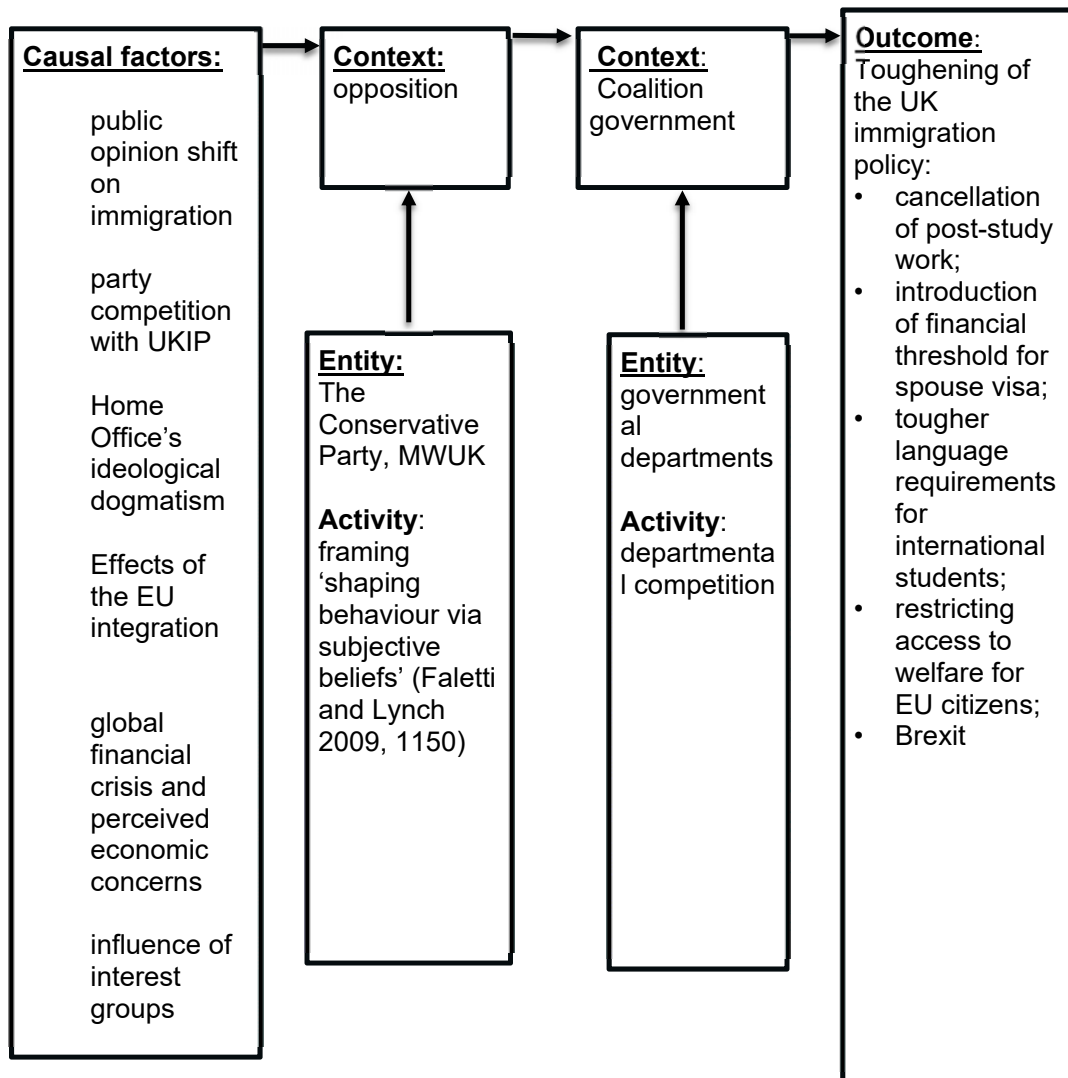 Causal factors:
public
opinion shift
on
immigration
party
competition
with UKIP
Home
Office’s
ideological
dogmatism
Effects of
the EU
integration
global
financial
crisis and
perceived
economic
concerns
influence of
interest
groups
Context:
opposition
Entity:
The
Conservative
Party, MWUK
Activity:
framing
‘shaping
behaviour via
subjective
beliefs’ (Faletti
and Lynch
2009, 1150)
Context:
Coalition
government
Entity:
government
al
departments
Activity:
departmenta
l competition
Outcome:
Toughening of
the UK
immigration
policy:
• cancellation
of post-study
work;
• introduction
of financial
threshold for
spouse visa;
• tougher
language
requirements
for
international
students;
• restricting
access to
welfare for
EU citizens;
• Brexit